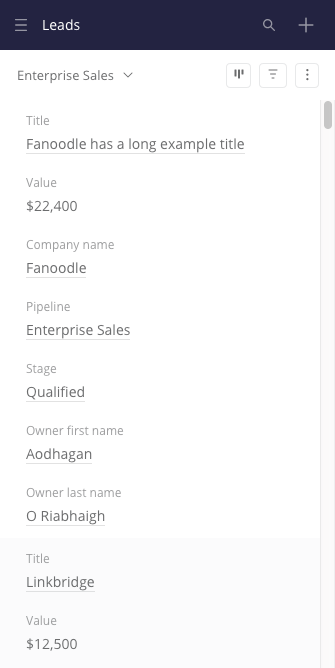 Leads
Enterprise Sales
Title
Fanoodle has a long example title
Value
$22,400
Company name
Fanoodle
Pipeline
Enterprise Sales
Stage
Qualified
Owner first name
Aodhagan
Owner last name
O Riabhaigh
Title
Linkbridge
Value
$12,500